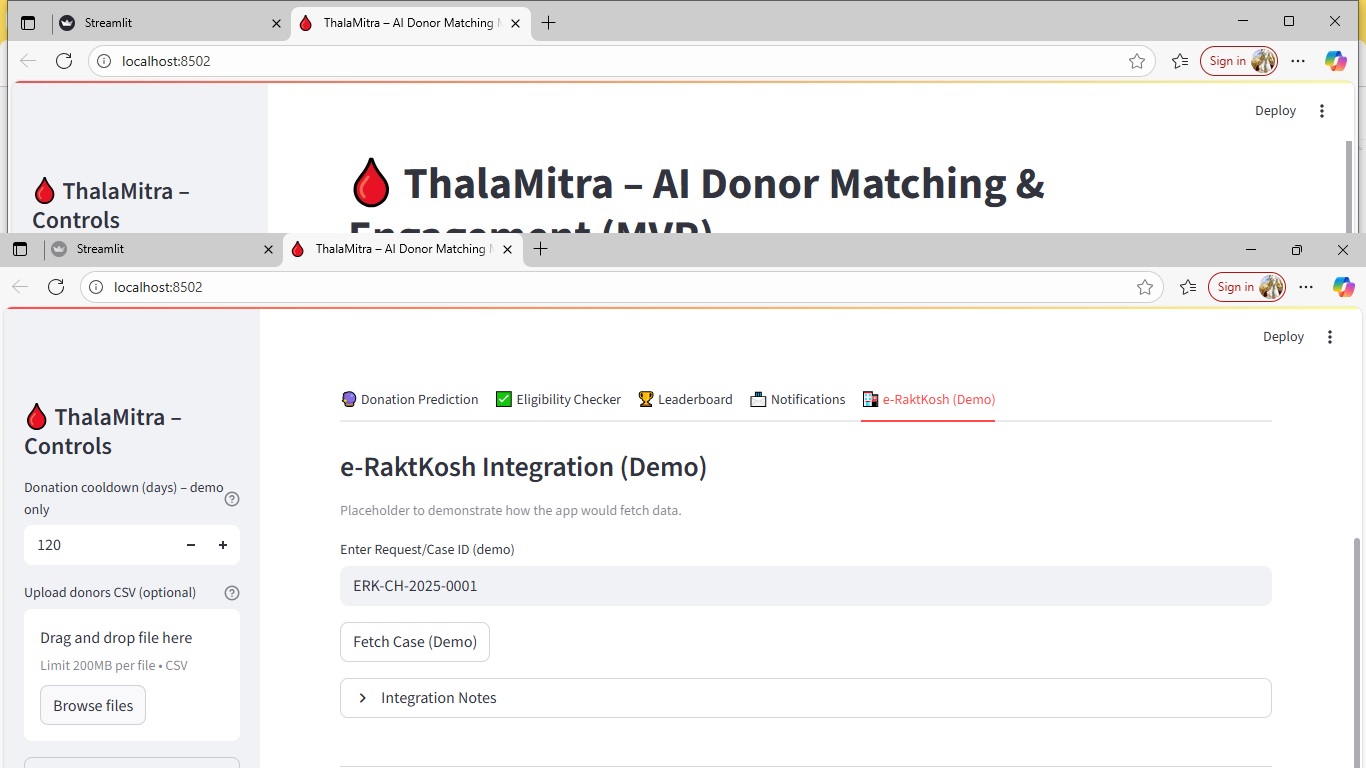 Streamlit
ThalaMitra – AI Donor Matching
localhost:8502
Sign in
Deploy
ThalaMitra –
Controls
ThalaMitra – AI Donor Matching &
Engagement (MVP)
Streamlit
ThalaMitra – AI Donor Matching
localhost:8502
Sign in
Deploy
ThalaMitra –
Controls
Donation cooldown (days) – demo
only
120
Upload donors CSV (optional)
Drag and drop file here
Limit 200MB per file • CSV
Browse files
Donation Prediction
Eligibility Checker
Leaderboard
Notifications
e-RaktKosh (Demo)
e-RaktKosh Integration (Demo)
Placeholder to demonstrate how the app would fetch data.
Enter Request/Case ID (demo)
ERK-CH-2025-0001
Fetch Case (Demo)
Integration Notes